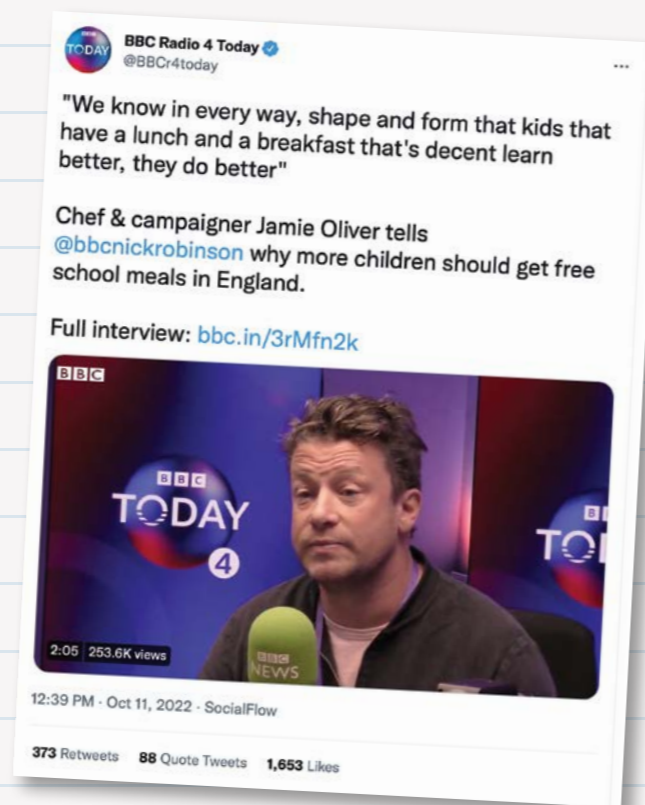 BBC
TODAY
BBC Radio 4 Today
@BBCr4today
"We know in every way, shape and form that kids that
have a lunch and a breakfast that's decent learn
better, they do better"
Chef & campaigner Jamie Oliver tells
@bbcnickrobinson why more children should get free
school meals in England.
Full interview: bbc.in/3rMfn2k
BBC
BBC
TODAY
4
B
TO
BBC
NEWS
2:05 253.6K views
12:39 PM · Oct 11, 2022 · SocialFlow
373 Retweets 88 Quote Tweets 1,653 Likes